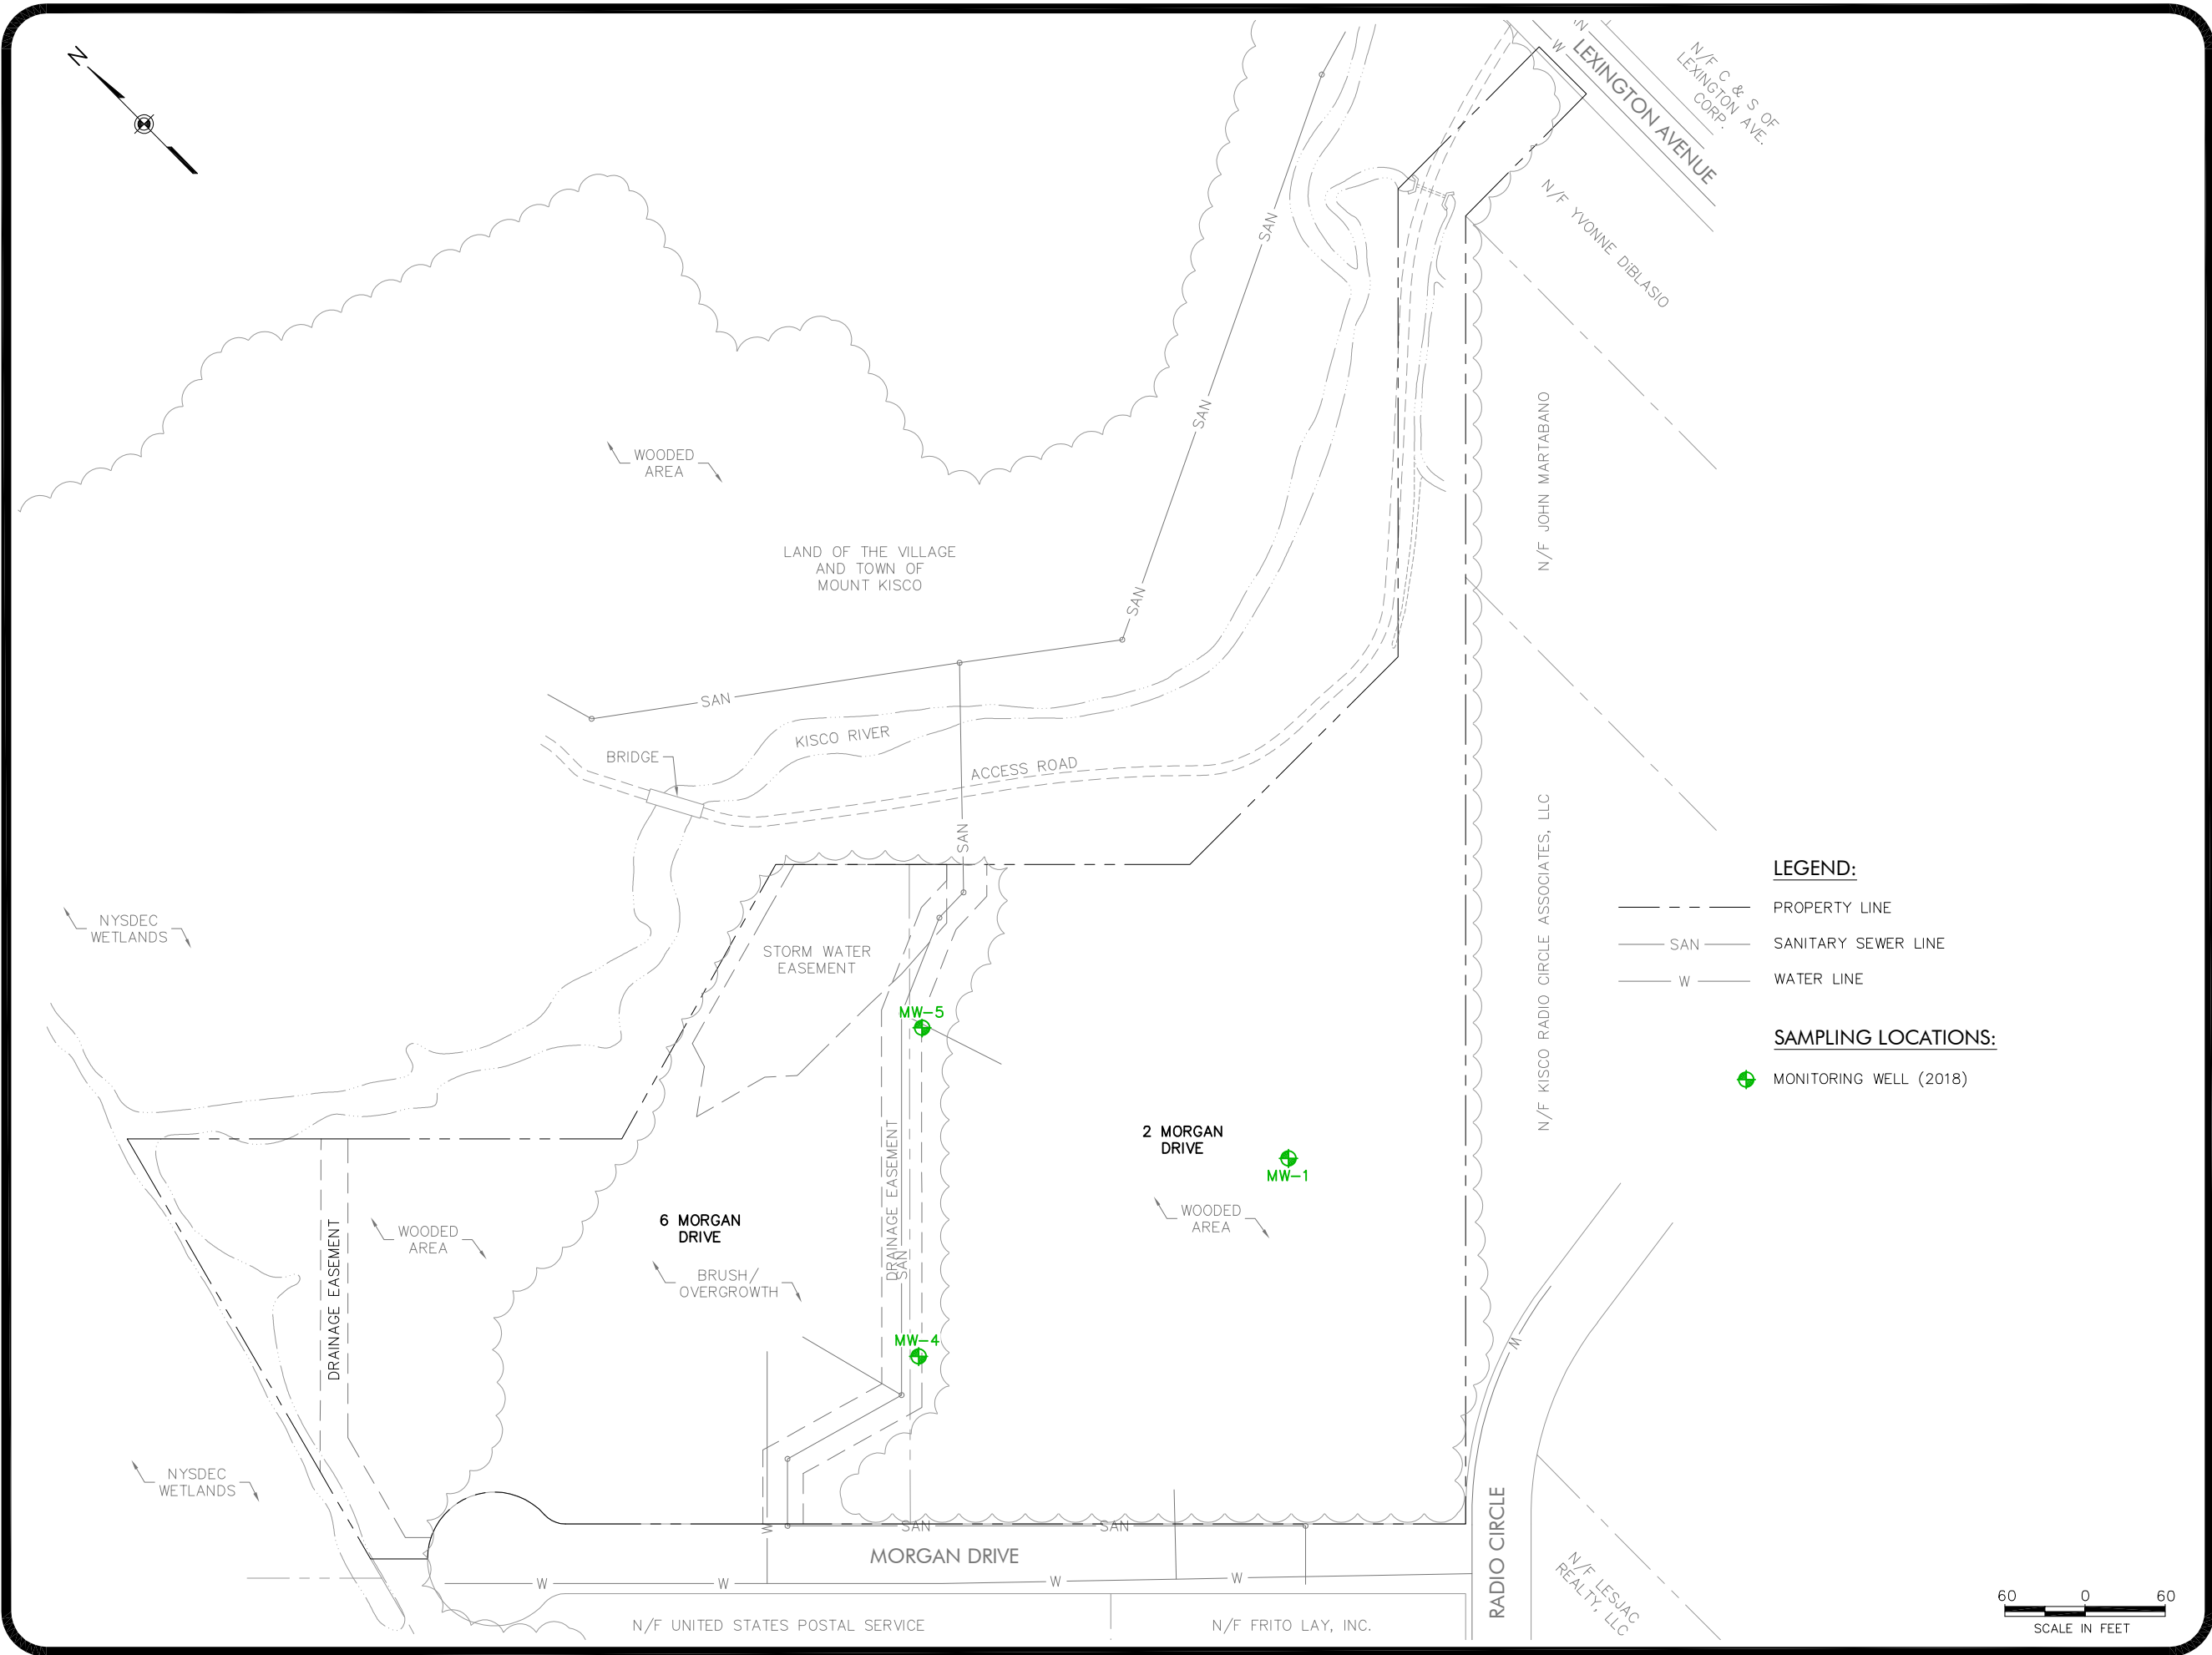 N
W
N
LEXINGTON AVENUE
N/F C & S OF
LEXINGTON AVE.
CORP.
N/F YVONNE DiBLASIO
SAN
SAN
SAN
WOODED
AREA
LAND OF THE VILLAGE
AND TOWN OF
MOUNT KISCO
N/F JOHN MARTABANO
SAN
KISCO RIVER
BRIDGE
ACCESS ROAD
SAN
N/F KISCO RADIO CIRCLE ASSOCIATES, LLC
LEGEND:
PROPERTY LINE
SAN
SANITARY SEWER LINE
W
WATER LINE
SAMPLING LOCATIONS:
MONITORING WELL (2018)
NYSDEC
WETLANDS
STORM WATER
EASEMENT
MW-5
2 MORGAN
DRIVE
MW-1
WOODED
AREA
DRAINAGE EASEMENT
SAN
6 MORGAN
DRIVE
BRUSH/
OVERGROWTH
WOODED
AREA
DRAINAGE EASEMENT
MW-4
W
NYSDEC
WETLANDS
W
SAN
SAN
MORGAN DRIVE
W
W
W
W
RADIO CIRCLE
N/F LESJAC
REALTY, LLC
N/F UNITED STATES POSTAL SERVICE
N/F FRITO LAY, INC.
60 0 60
SCALE IN FEET